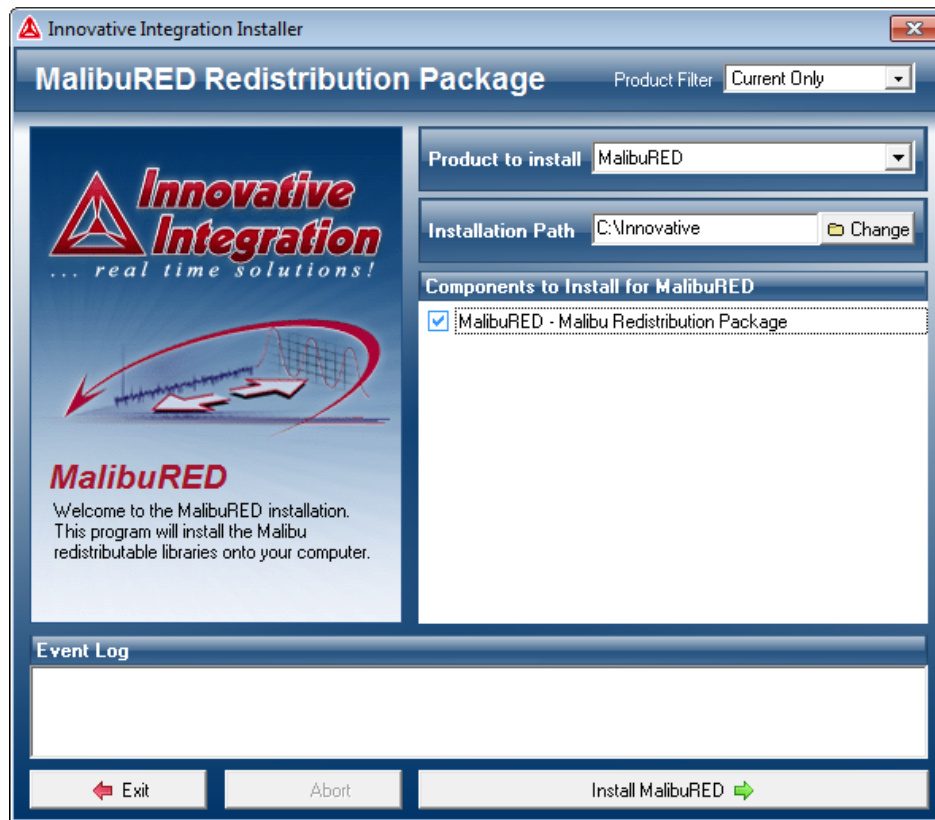 Innovative Integration Installer
MalibuRED Redistribution Package
Product Filter Current Only
Innovative
Integration
... real time solutions!
MalibuRED
Welcome to the MalibuRED installation.
This program will install the Malibu
redistributable libraries onto your computer.
Product to install MalibuRED
Installation Path C:\Innovative Change
Components to Install for MalibuRED
MalibuRED - Malibu Redistribution Package
Event Log
Exit
Abort
Install MalibuRED